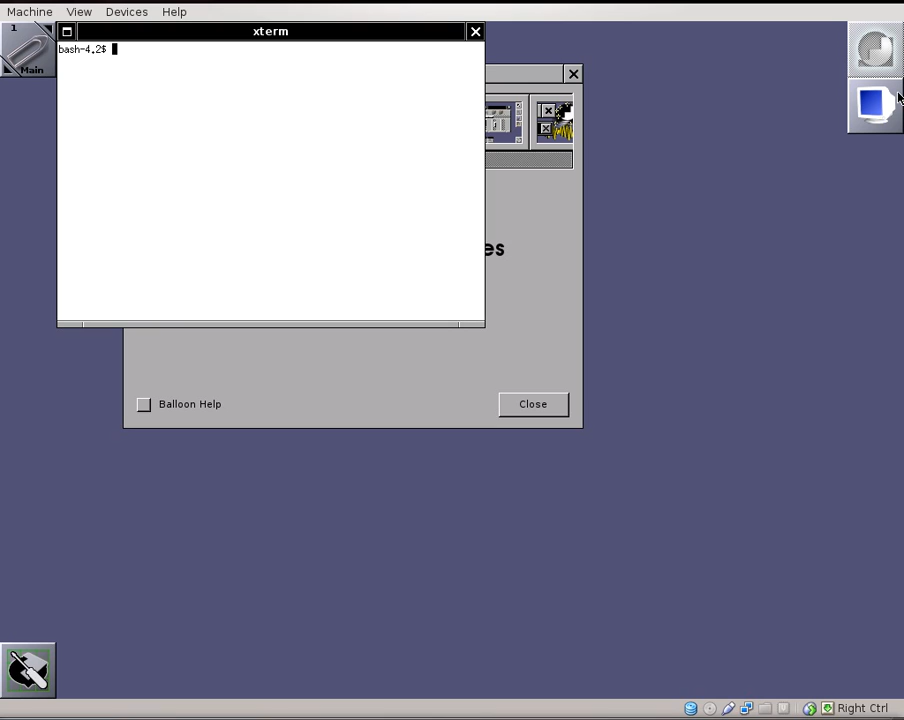 Machine View Devices Help
1
Main
xterm
bash-4.2$
es
Balloon Help
Close
Right Ctrl